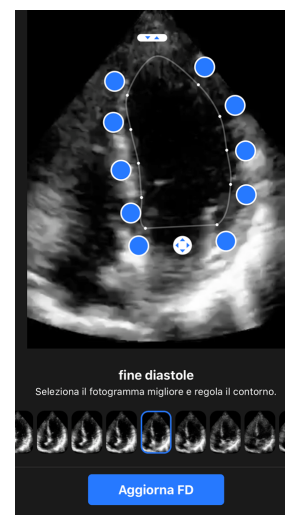 fine diastole
Seleziona il fotogramma migliore e regola il contorno.
Aggiorna FD